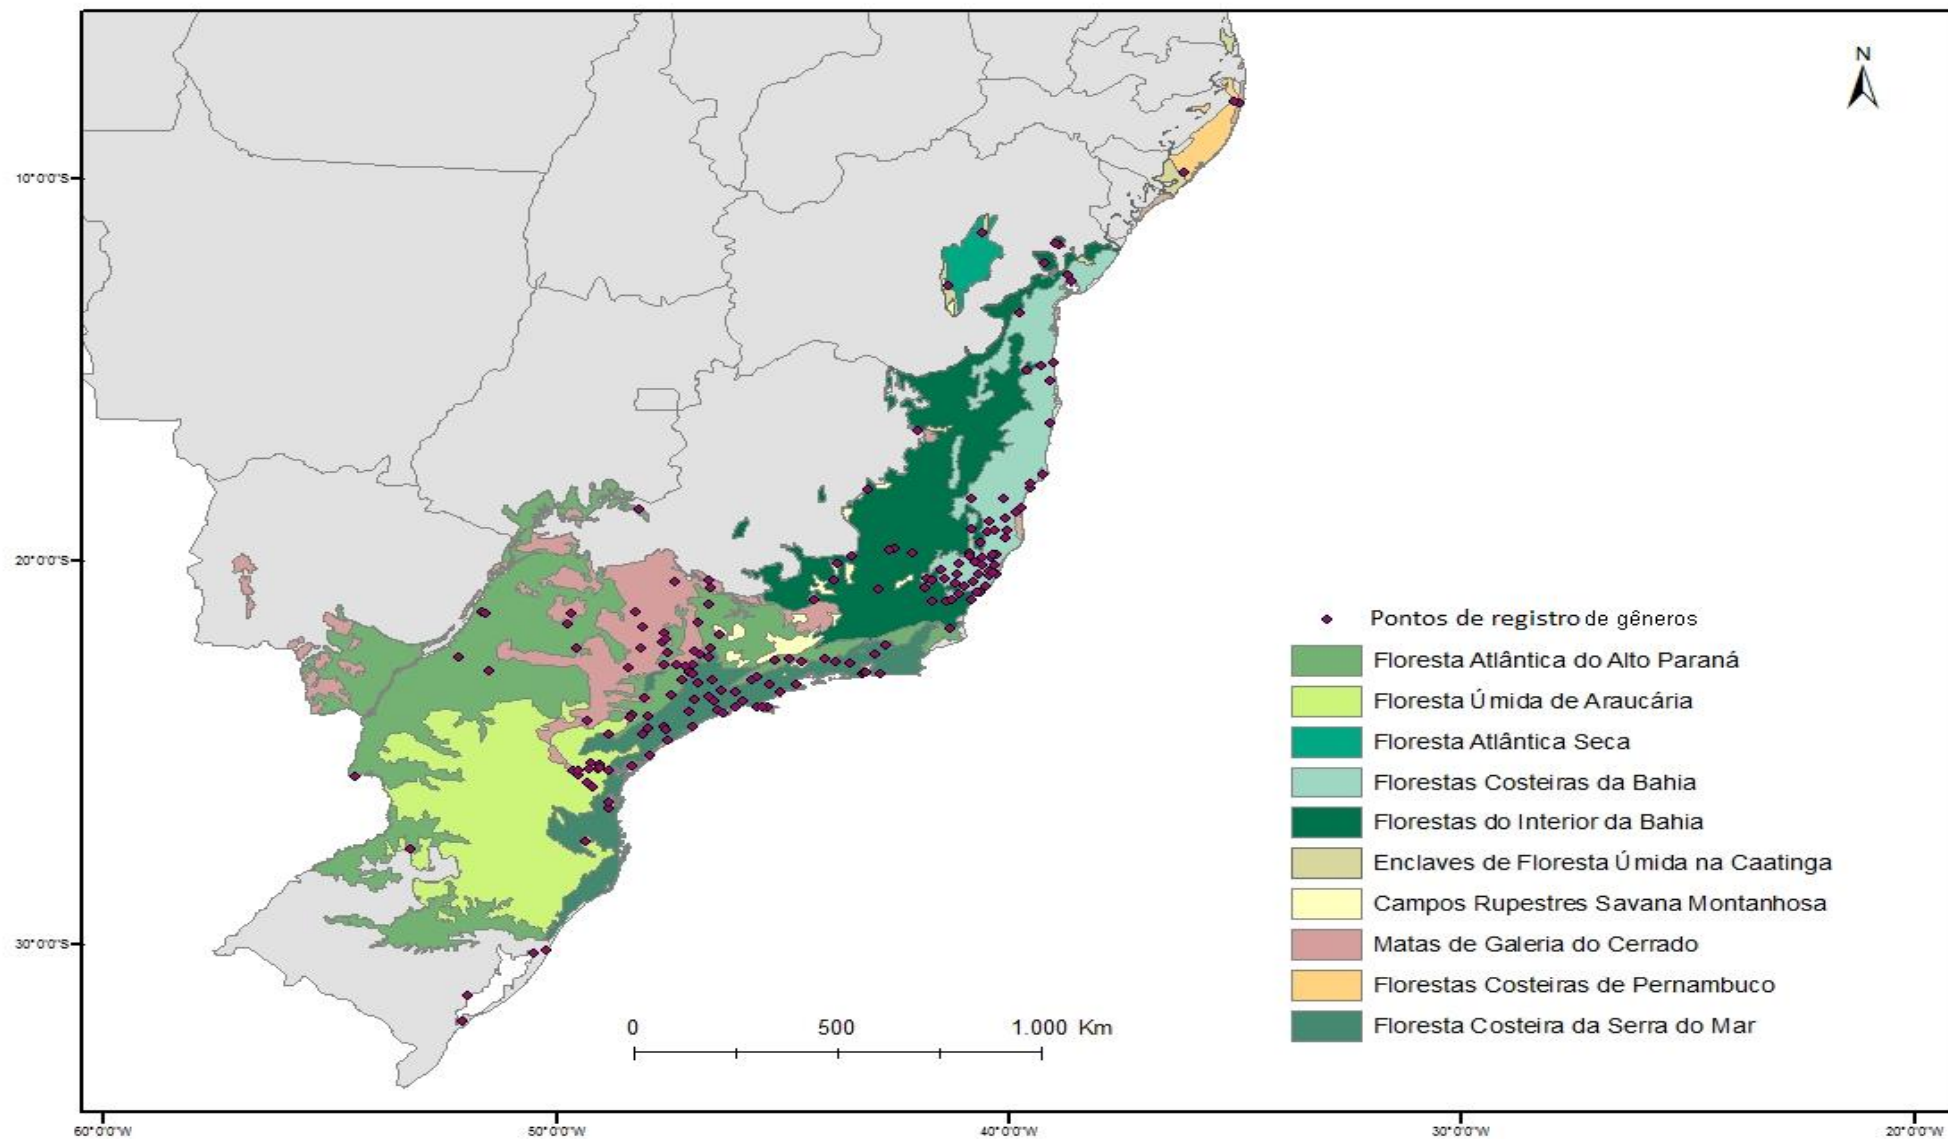 N
10°0'0"S
20°0'0"S
30°0'0"S
Pontos de registro de gêneros
Floresta Atlântica do Alto Paraná
Floresta Úmida de Araucária
Floresta Atlântica Seca
Florestas Costeiras da Bahia
Florestas do Interior da Bahia
Enclaves de Floresta Úmida na Caatinga
Campos Rupestres Savana Montanhosa
Matas de Galeria do Cerrado
Florestas Costeiras de Pernambuco
Floresta Costeira da Serra do Mar
0 500 1.000 Km
60°0'0"W 50°0'0"W 40°0'0"W 30°0'0"W 20°0'0"W